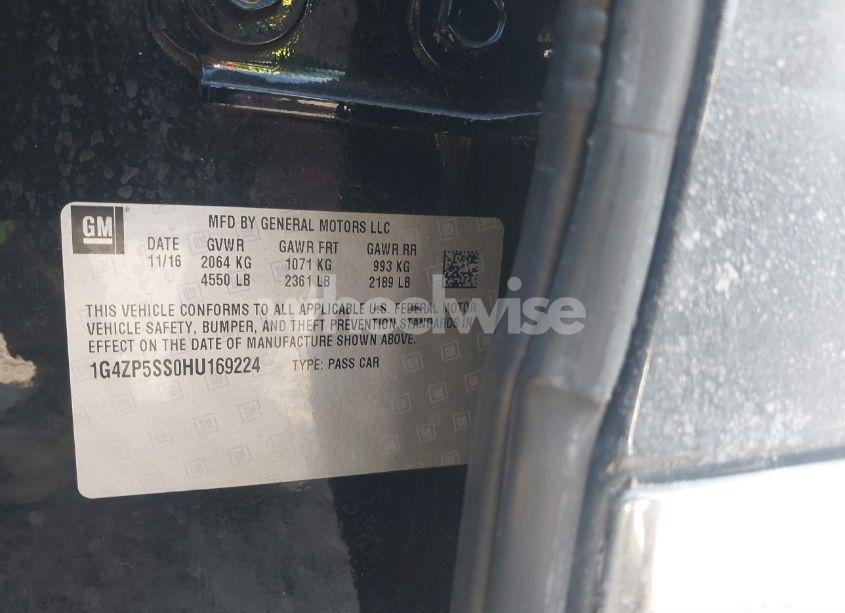 GM
MFD BY GENERAL MOTORS LLC
DATE GVWR GAWR FRT GAWR RR
11/16 2064 KG 1071 KG 993 KG
4550 LB 2361 LB 2189 LB
THIS VEHICLE CONFORMS TO ALL APPLICABLE U.S. FEDERAL MOTOR
VEHICLE SAFETY, BUMPER, AND THEFT PREVENTION STANDARDS IN
EFFECT ON THE DATE OF MANUFACTURE SHOWN ABOVE.
1G4ZP5SS0HU169224 TYPE: PASS CAR